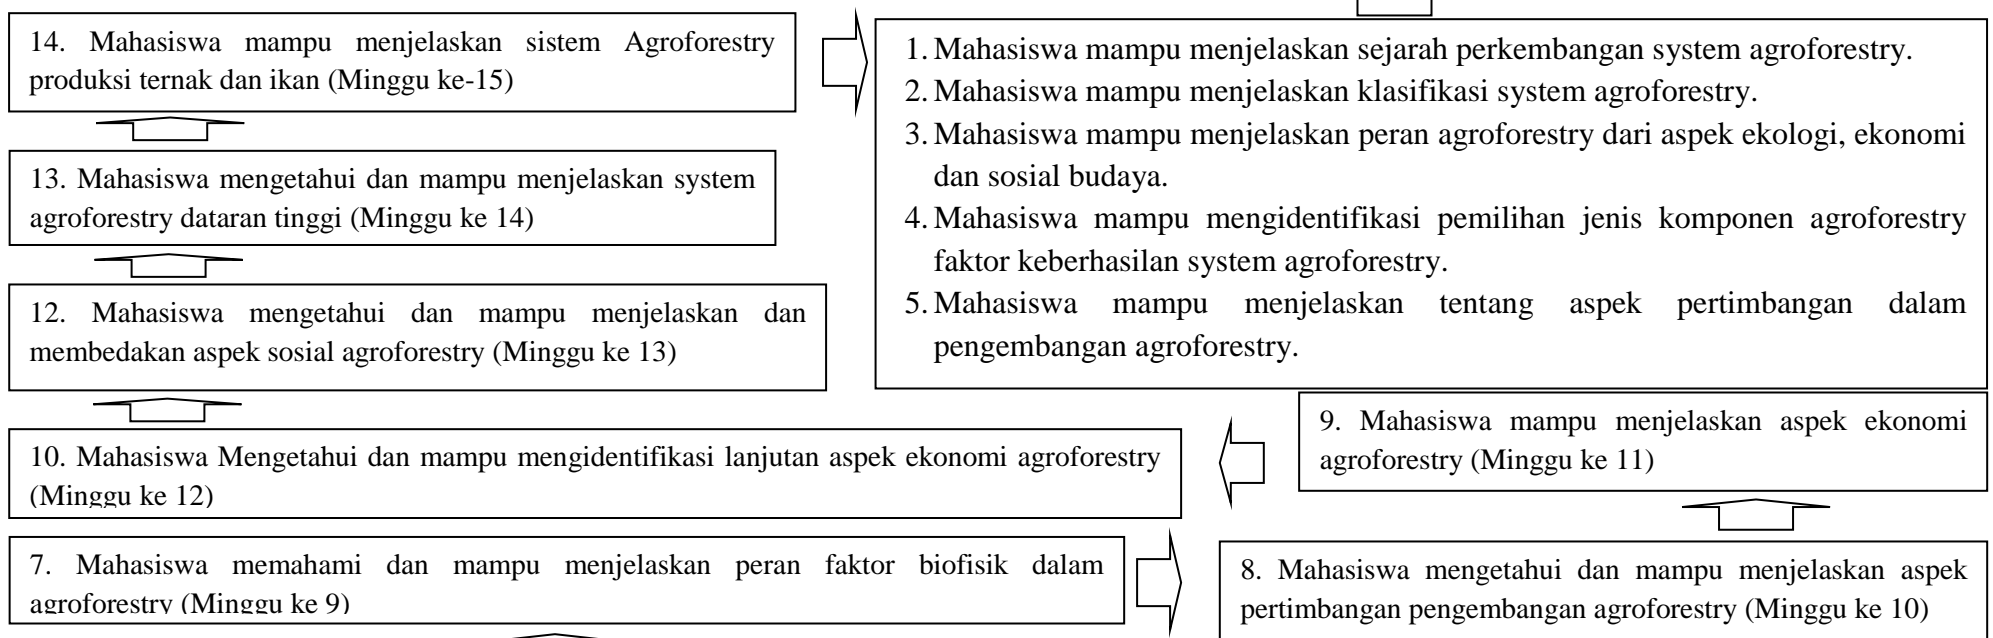 14. Mahasiswa mampu menjelaskan sistem Agroforestry
produksi ternak dan ikan (Minggu ke-15)
1. Mahasiswa mampu menjelaskan sejarah perkembangan system agroforestry.
2. Mahasiswa mampu menjelaskan klasifikasi system agroforestry.
3. Mahasiswa mampu menjelaskan peran agroforestry dari aspek ekologi, ekonomi
dan sosial budaya.
4. Mahasiswa mampu mengidentifikasi pemilihan jenis komponen agroforestry
faktor keberhasilan system agroforestry.
5. Mahasiswa mampu menjelaskan tentang aspek pertimbangan dalam
pengembangan agroforestry.
13. Mahasiswa mengetahui dan mampu menjelaskan system
agroforestry dataran tinggi (Minggu ke 14)
12. Mahasiswa mengetahui dan mampu menjelaskan dan
membedakan aspek sosial agroforestry (Minggu ke 13)
10. Mahasiswa Mengetahui dan mampu mengidentifikasi lanjutan aspek ekonomi agroforestry
(Minggu ke 12)
9. Mahasiswa mampu menjelaskan aspek ekonomi
agroforestry (Minggu ke 11)
7. Mahasiswa memahami dan mampu menjelaskan peran faktor biofisik dalam
agroforestry (Minggu ke 9)
8. Mahasiswa mengetahui dan mampu menjelaskan aspek
pertimbangan pengembangan agroforestry (Minggu ke 10)